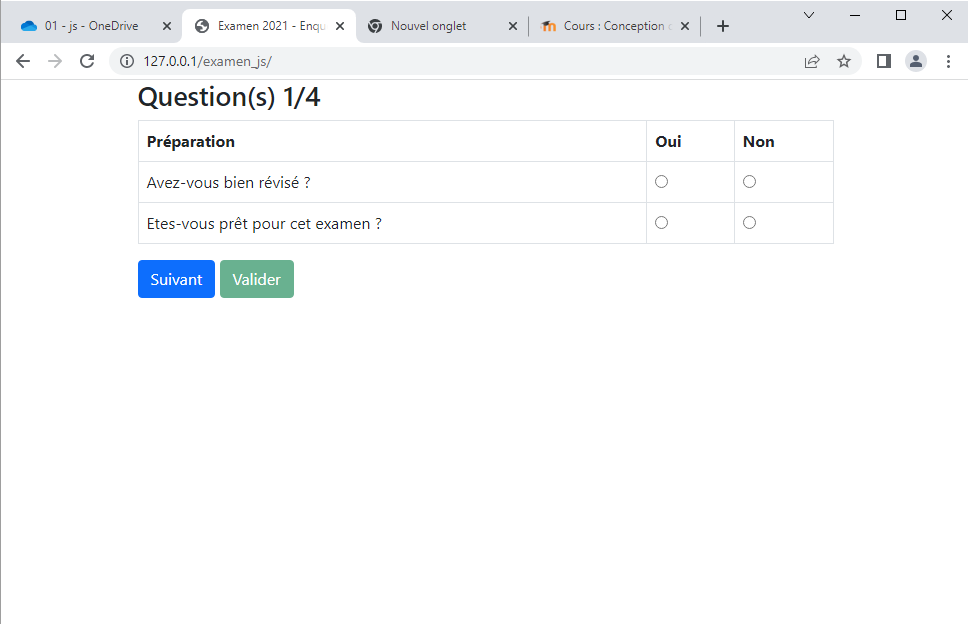 01 - js - OneDrive
Examen 2021 - Enqu
Nouvel onglet
Cours : Conception
127.0.0.1/examen_js/
Question(s) 1/4
Préparation Oui Non
Avez-vous bien révisé ?
Etes-vous prêt pour cet examen ?
Suivant Valider